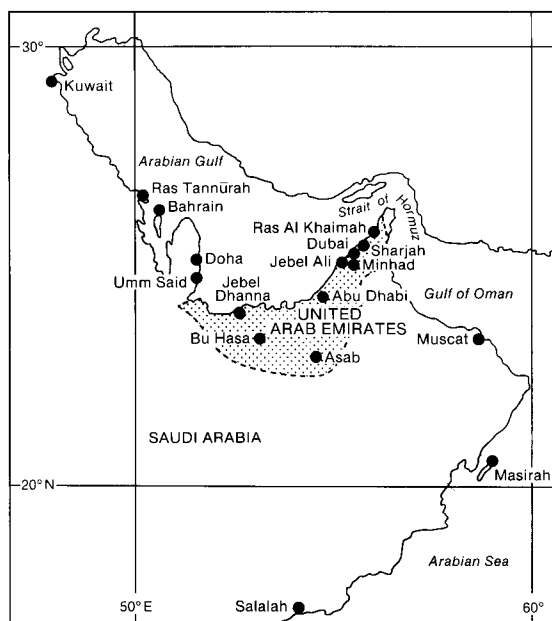 30°
Kuwait
Arabian Gulf
Ras Tannūrah
Bahrain
Strait of Hormuz
Ras Al Khaimah
Dubai
Sharjah
Jebel Ali
Minhad
Doha
Umm Said
Jebel
Dhanna
Abu Dhabi
Gulf of Oman
UNITED
ARAB EMIRATES
Bu Hasa
Asab
Muscat
SAUDI ARABIA
20°N
Masirah
Arabian Sea
Salalah
50°E
60°